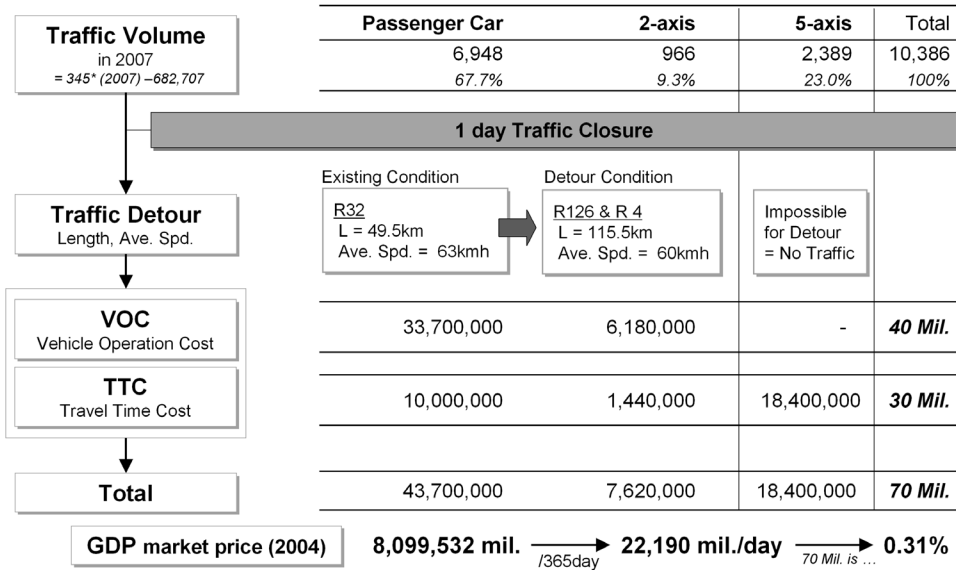 Traffic Volume
in 2007
= 345* (2007) –682,707
Passenger Car 2-axis 5-axis Total
6,948 966 2,389 10,386
67.7% 9.3% 23.0% 100%
1 day Traffic Closure
Traffic Detour
Length, Ave. Spd.
Existing Condition
R32
L = 49.5km
Ave. Spd. = 63kmh
Detour Condition
R126 & R 4
L = 115.5km
Ave. Spd. = 60kmh
Impossible
for Detour
= No Traffic
VOC
Vehicle Operation Cost
33,700,000 6,180,000 - 40 Mil.
TTC
Travel Time Cost
10,000,000 1,440,000 18,400,000 30 Mil.
Total
43,700,000 7,620,000 18,400,000 70 Mil.
GDP market price (2004) 8,099,532 mil. /365day 22,190 mil./day 70 Mil. is ... 0.31%